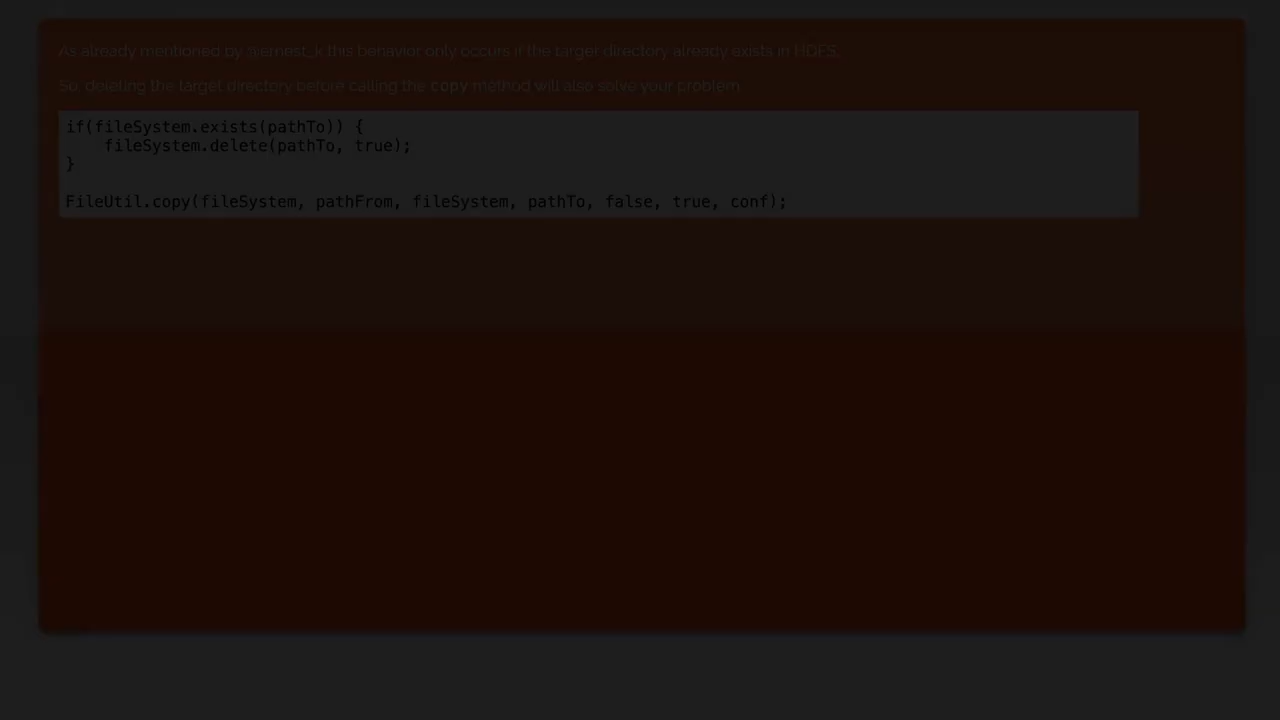 As already mentioned by @ernest_k this behavior only occurs if the target directory already exists in HDFS.
So, deleting the target directory before calling the copy method will also solve your problem
if(fileSystem.exists(pathTo)) {
    fileSystem.delete(pathTo, true);
}
FileUtil.copy(fileSystem, pathFrom, fileSystem, pathTo, false, true, conf);